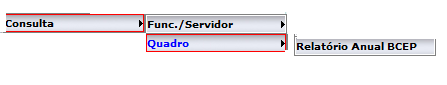 Consulta
Func./Servidor
Quadro
Relatório Anual BCEP